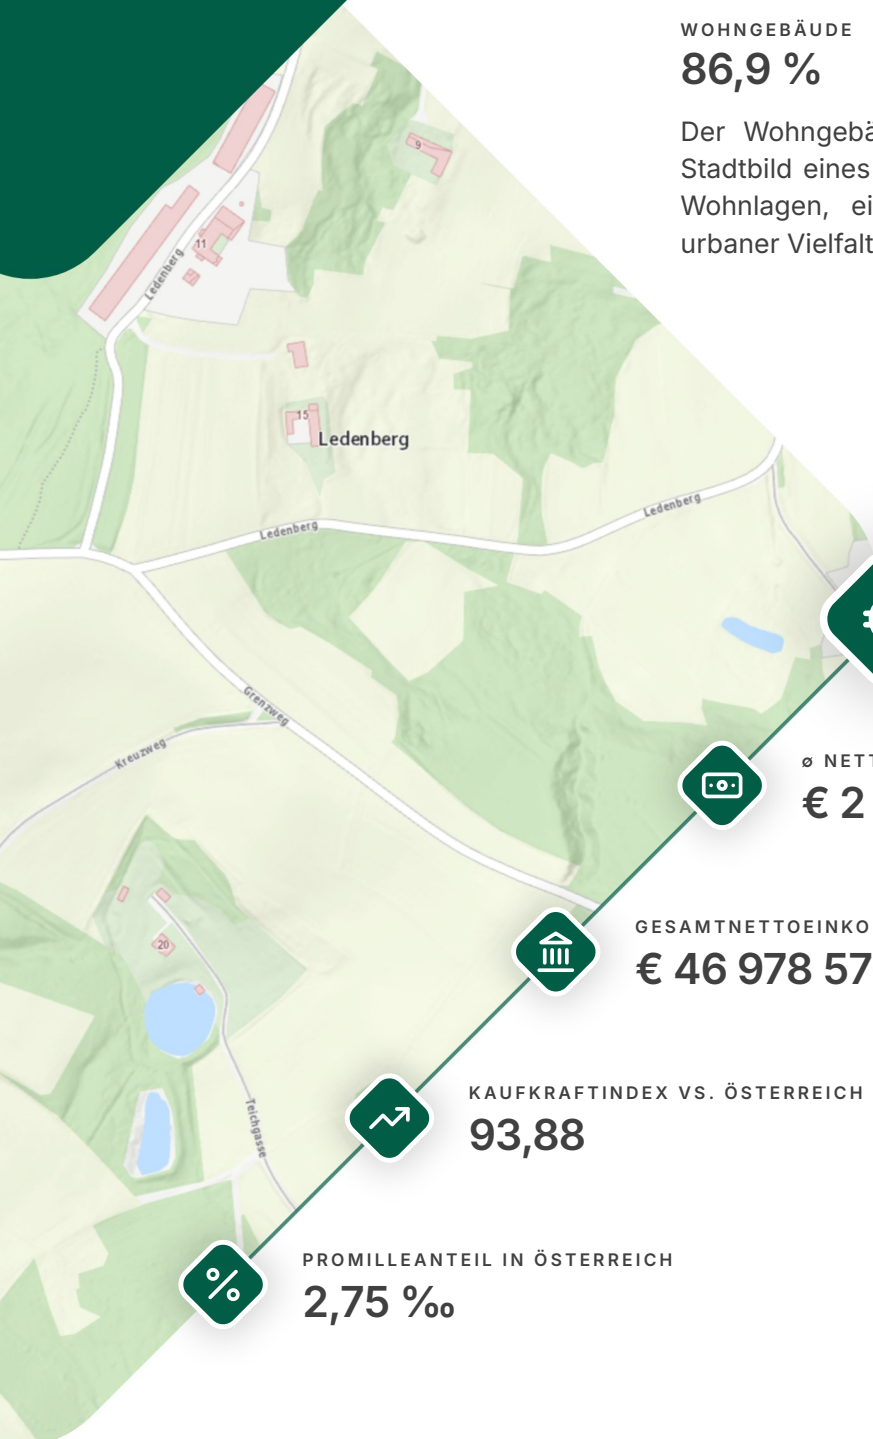 WOHNGEBÄUDE
86,9 %
Der Wohngebä
Stadtbild eines
Wohnlagen, ei
urbaner Vielfalt
9
11
Ledenberg
15
Ledenberg
Ledenberg
Ledenberg
Grenzweg
Kreuzweg
ø NETT
€ 2
GESAMTNETTOEINKO
€ 46 978 57
20
KAUFKRAFTINDEX VS. ÖSTERREICH
93,88
Teichgasse
PROMILLEANTEIL IN ÖSTERREICH
2,75 ‰